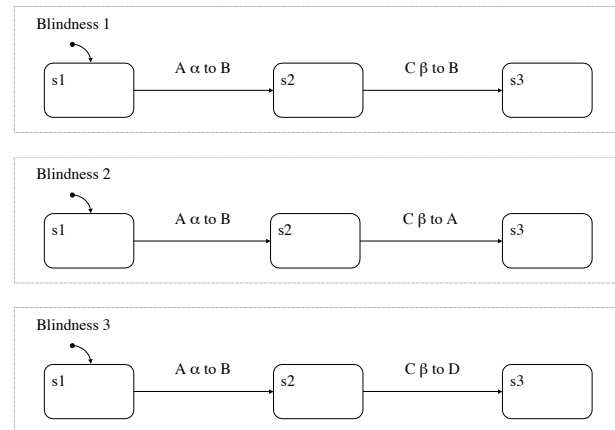 Blindness 1
s1
A α to B
s2
C β to B
s3
Blindness 2
s1
A α to B
s2
C β to A
s3
Blindness 3
s1
A α to B
s2
C β to D
s3